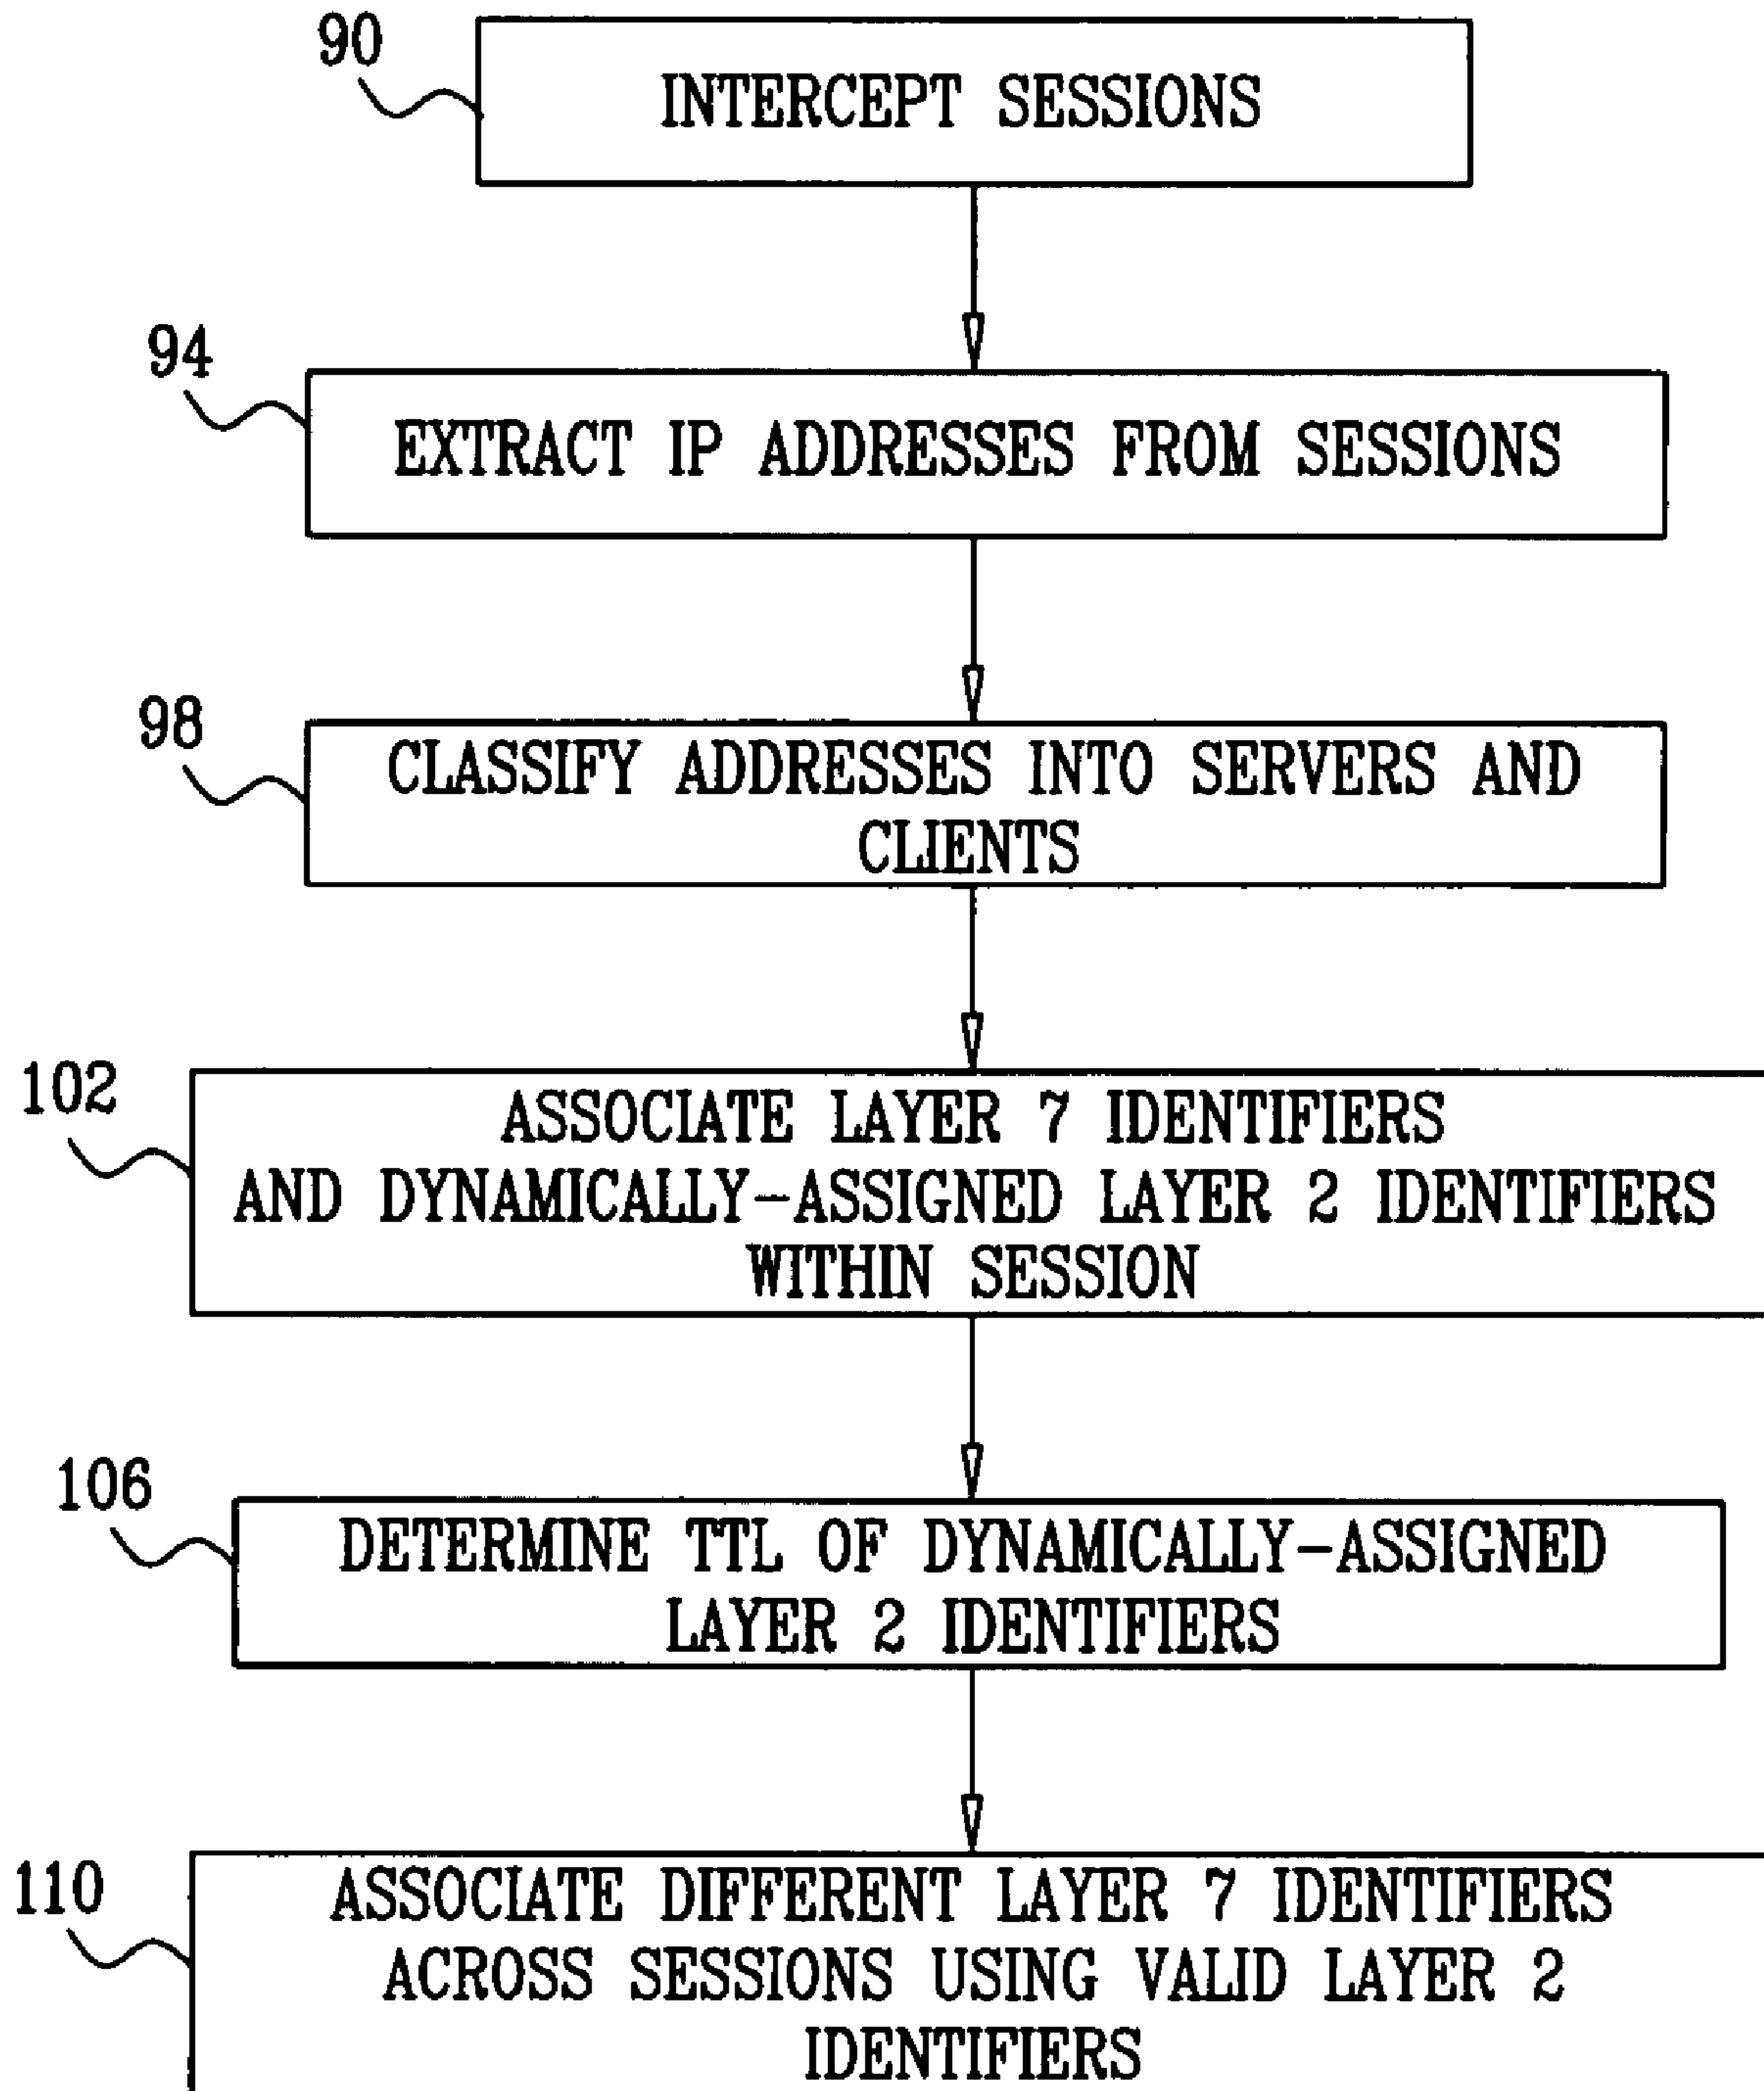 90
INTERCEPT SESSIONS
94
EXTRACT IP ADDRESSES FROM SESSIONS
98
CLASSIFY ADDRESSES INTO SERVERS AND
CLIENTS
102
ASSOCIATE LAYER 7 IDENTIFIERS
AND DYNAMICALLY-ASSIGNED LAYER 2 IDENTIFIERS
WITHIN SESSION
106
DETERMINE TTL OF DYNAMICALLY-ASSIGNED
LAYER 2 IDENTIFIERS
110
ASSOCIATE DIFFERENT LAYER 7 IDENTIFIERS
ACROSS SESSIONS USING VALID LAYER 2
IDENTIFIERS